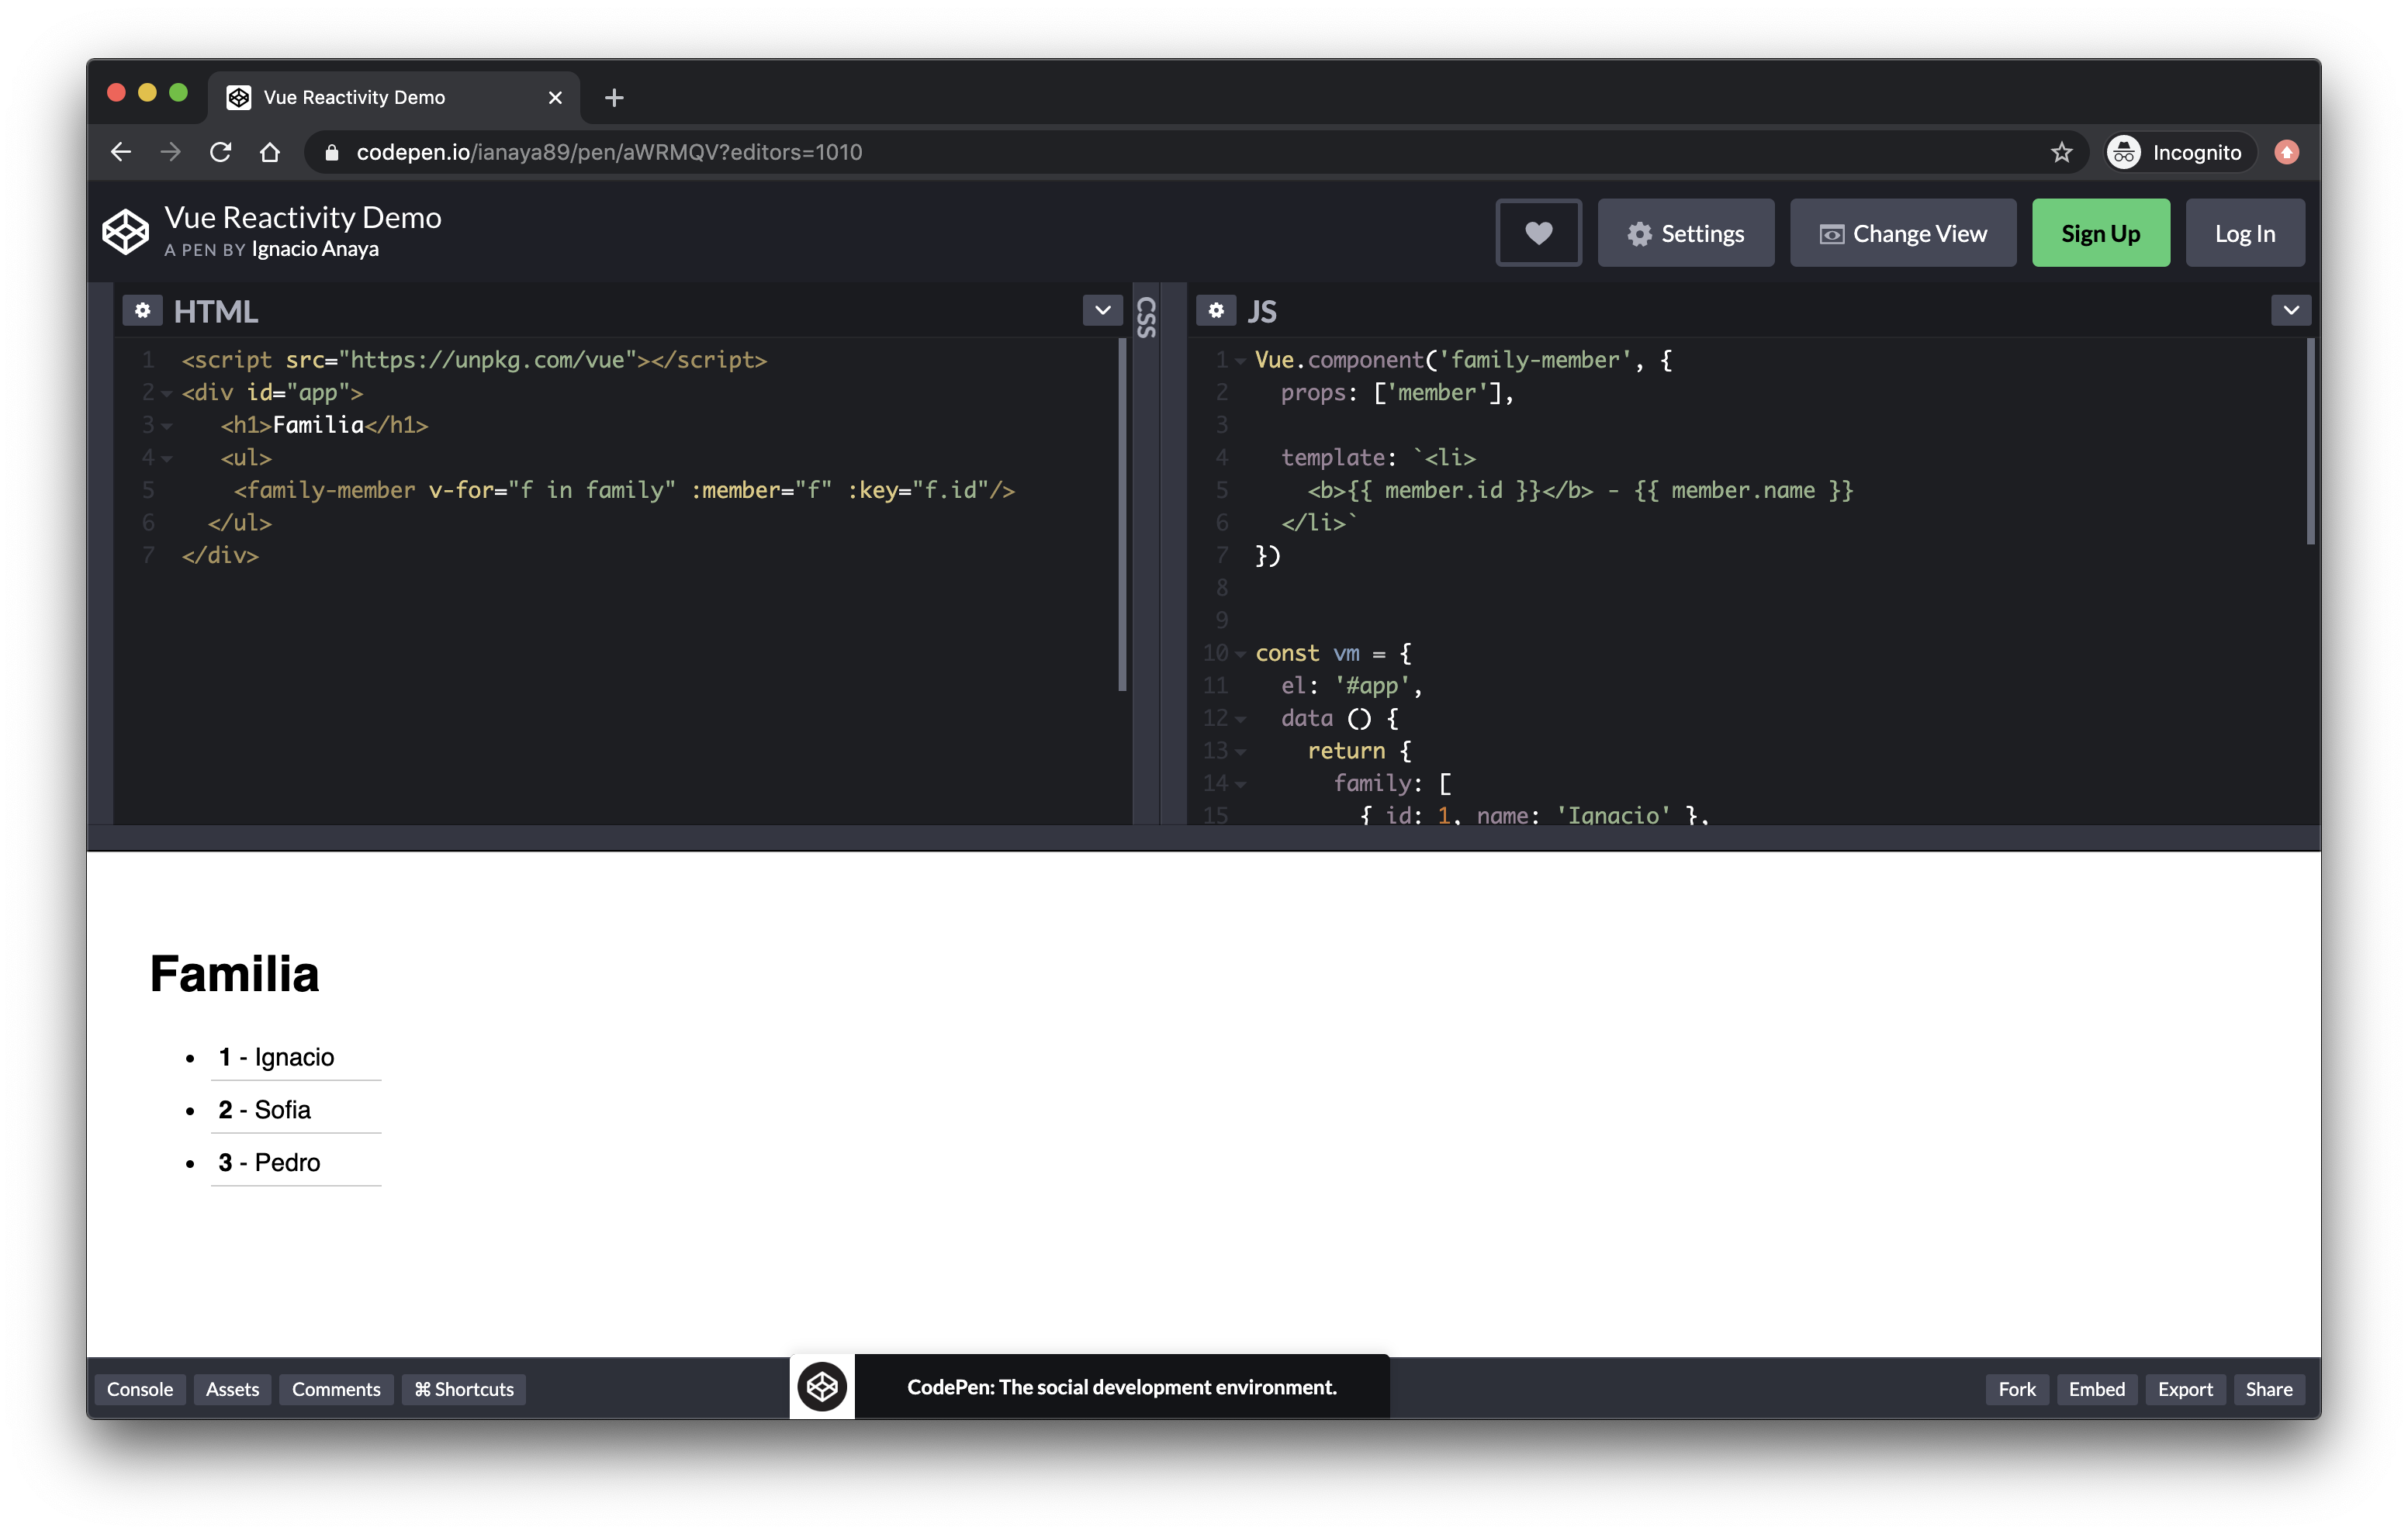 Vue Reactivity Demo
codepen.io/ianaya89/pen/aWRMQV?editors=1010
Incognito
Vue Reactivity Demo
A PEN BY Ignacio Anaya
Settings
Change View
Sign Up
Log In
HTML
1 <script src="https://unpkg.com/vue"></script>
2 <div id="app">
3 <h1>Familia</h1>
4 <ul>
5 <family-member v-for="f in family" :member="f" :key="f.id"/>
6 </ul>
7 </div>
CSS
JS
1 Vue.component('family-member', {
2 props: ['member'],
3
4 template: `<li>
5 <b>{{ member.id }}</b> - {{ member.name }}
6 </li>`
7 })
8
9
10 const vm = {
11 el: '#app',
12 data () {
13 return {
14 family: [
15 { id: 1, name: 'Ignacio' },
Familia
• 1 - Ignacio
• 2 - Sofia
• 3 - Pedro
Console
Assets
Comments
⌘ Shortcuts
CodePen: The social development environment.
Fork
Embed
Export
Share